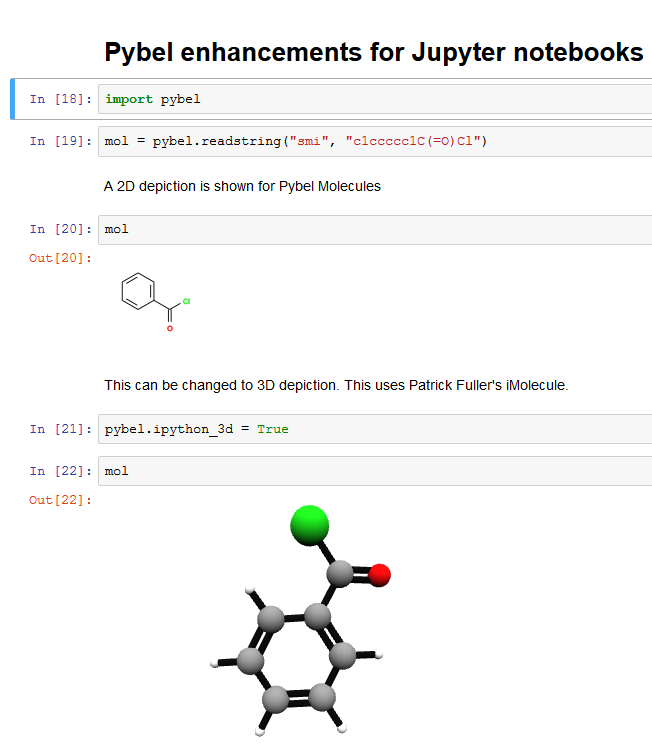 Pybel enhancements for Jupyter notebooks
In [18]: import pybel
In [19]: mol = pybel.readstring("smi", "c1ccccc1C(=O)Cl")
A 2D depiction is shown for Pybel Molecules
In [20]: mol
Out[20]:
Cl
O
This can be changed to 3D depiction. This uses Patrick Fuller's iMolecule.
In [21]: pybel.ipython_3d = True
In [22]: mol
Out[22]: